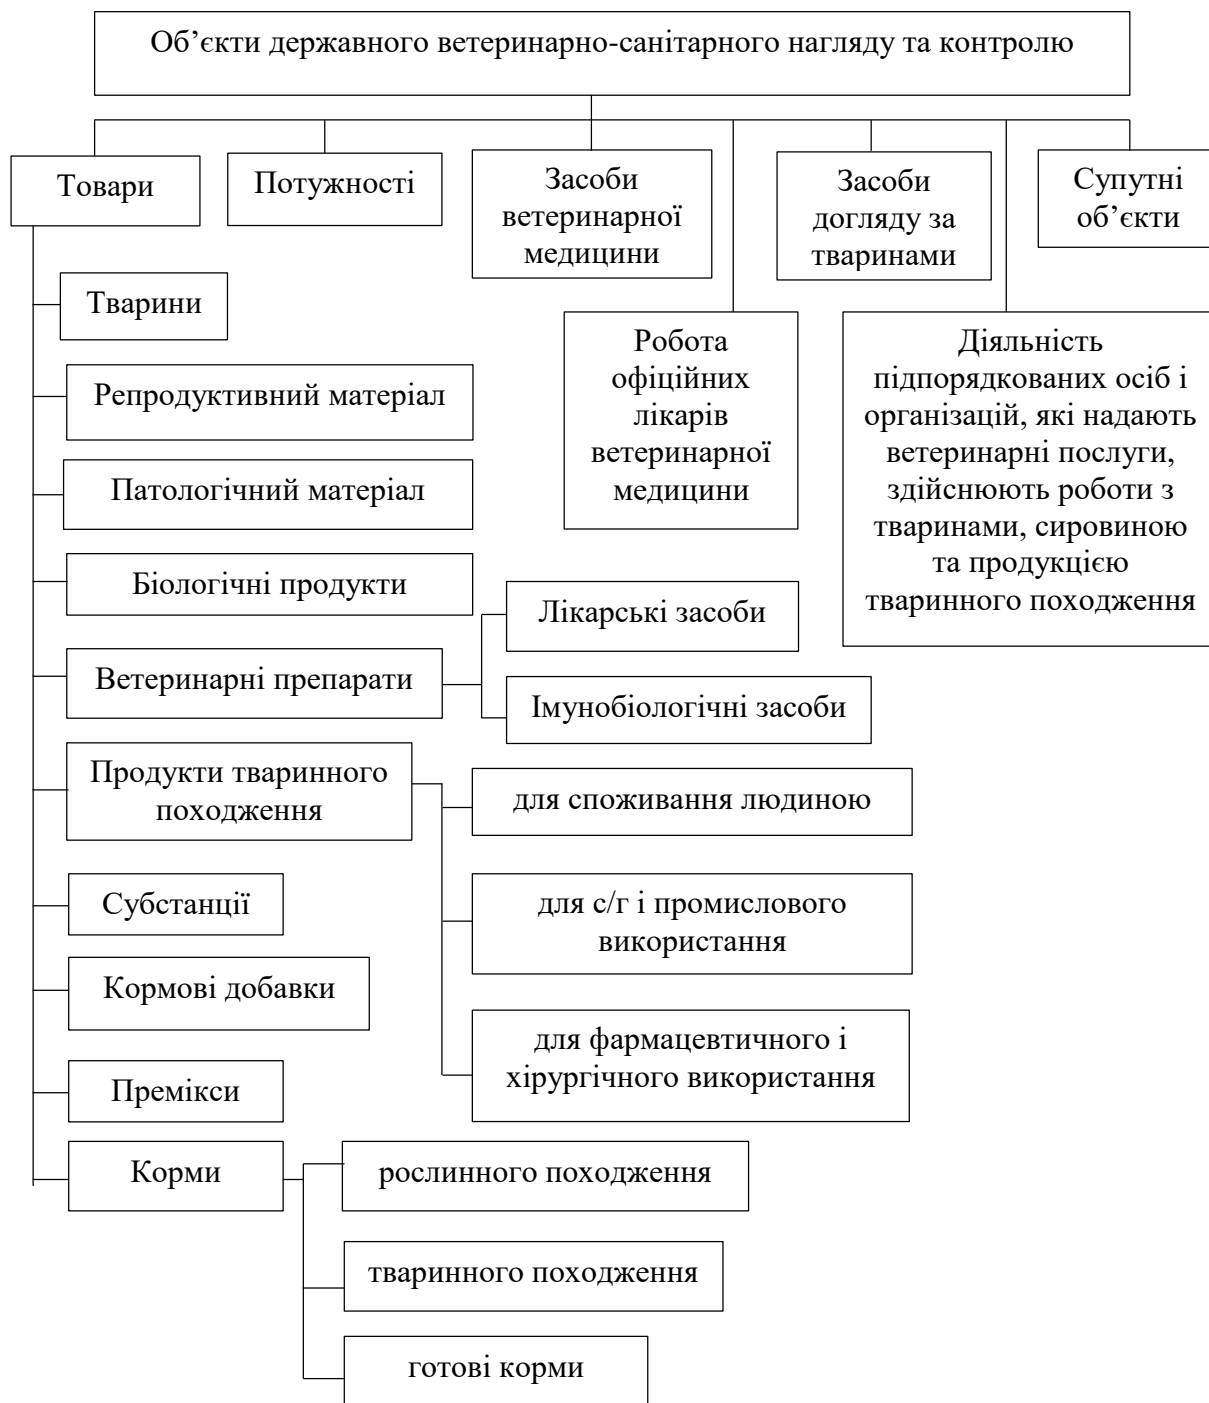 Об’єкти державного ветеринарно-санітарного нагляду та контролю
Товари
Потужності
Засоби
ветеринарної
медицини
Засоби
догляду за
тваринами
Супутні
об’єкти
Робота
офіційних
лікарів
ветеринарної
медицини
Діяльність
підпорядкованих осіб і
організацій, які надають
ветеринарні послуги,
здійснюють роботи з
тваринами, сировиною
та продукцією
тваринного походження
Тварини
Репродуктивний матеріал
Патологічний матеріал
Біологічні продукти
Ветеринарні препарати
Лікарські засоби
Імунобіологічні засоби
Продукти тваринного
походження
для споживання людиною
для с/г і промислового
використання
для фармацевтичного і
хірургічного використання
Субстанції
Кормові добавки
Премікси
Корми
рослинного походження
тваринного походження
готові корми